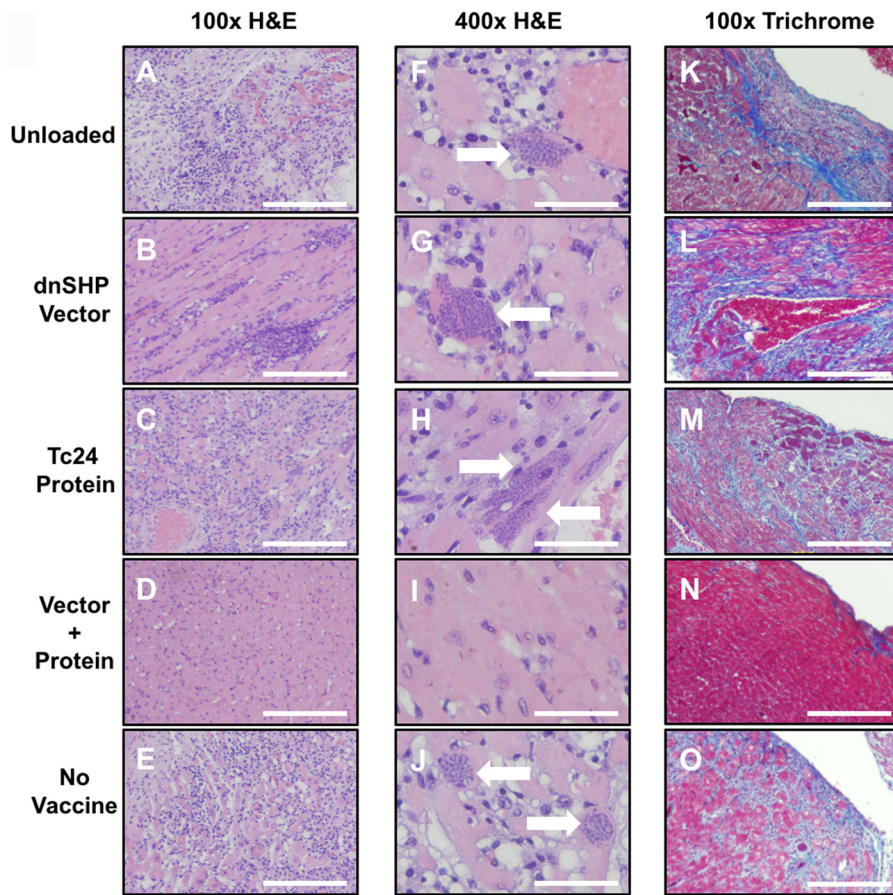 100x H&E 400x H&E 100x Trichrome
A F K
Unloaded
B G L
dnSHP
Vector
C H M
Tc24
Protein
D I N
Vector
+
Protein
E J O
No
Vaccine